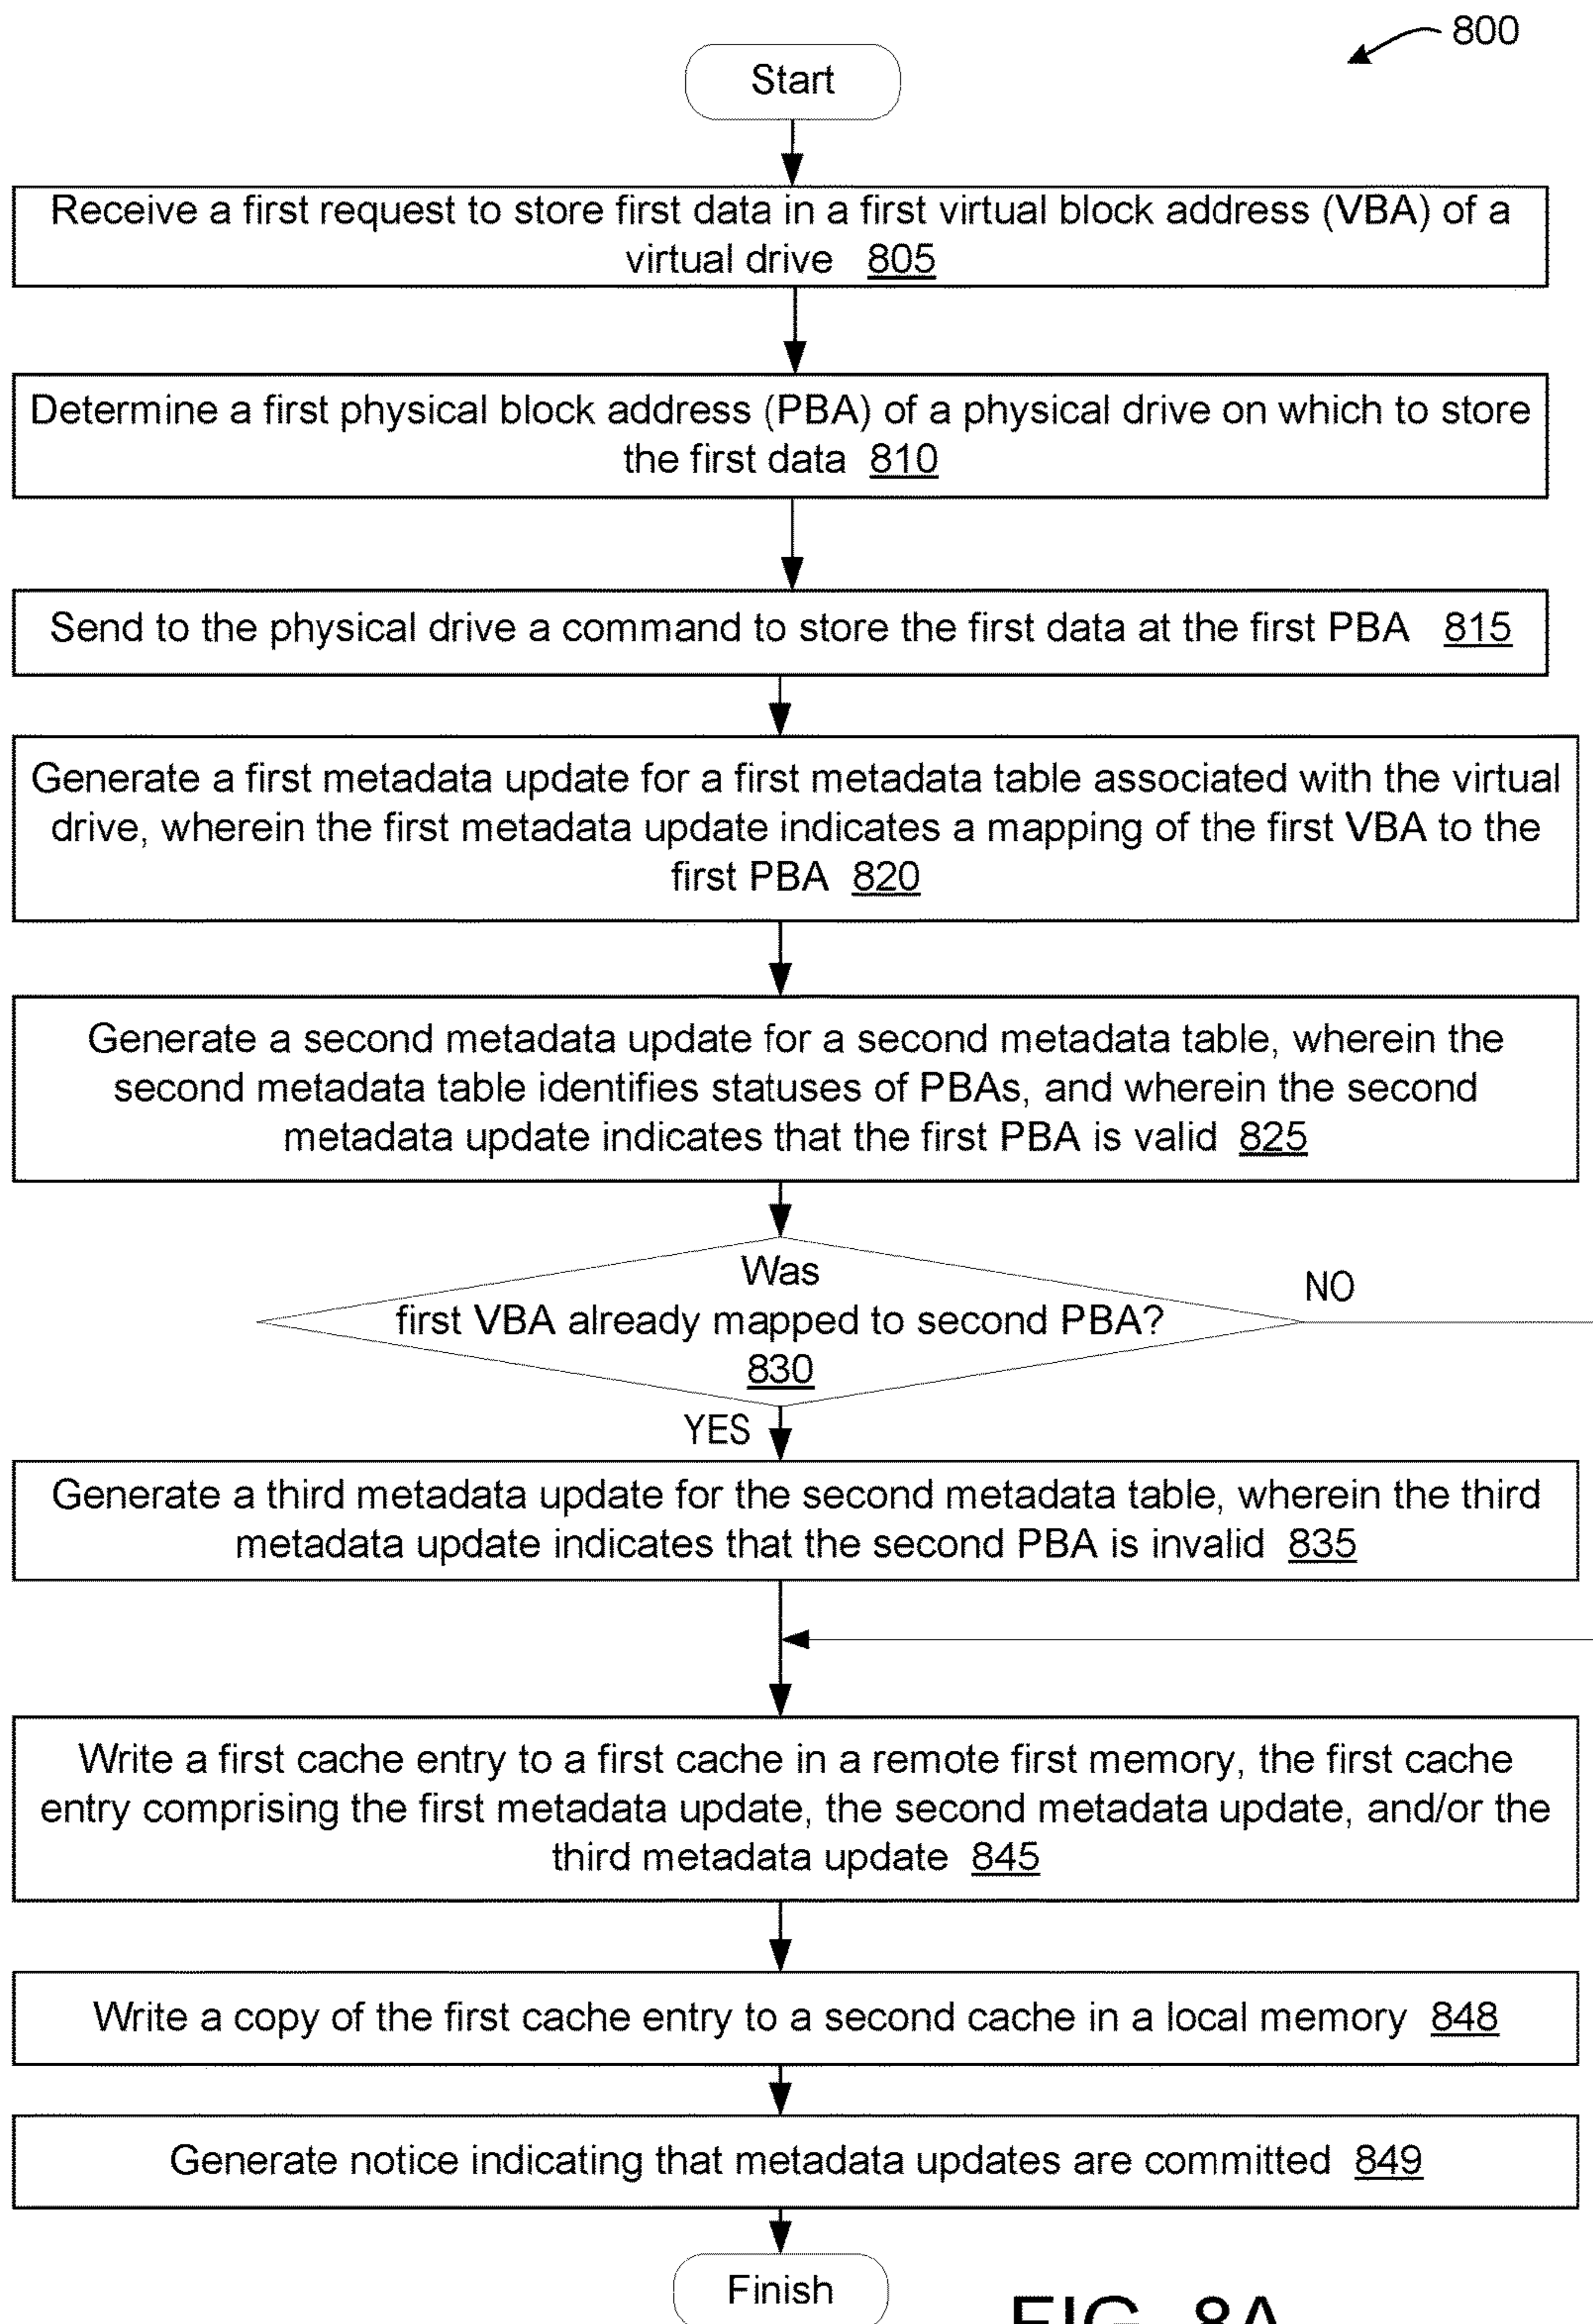 800
Start
Receive a first request to store first data in a first virtual block address (VBA) of a
virtual drive 805
Determine a first physical block address (PBA) of a physical drive on which to store
the first data 810
Send to the physical drive a command to store the first data at the first PBA 815
Generate a first metadata update for a first metadata table associated with the virtual
drive, wherein the first metadata update indicates a mapping of the first VBA to the
first PBA 820
Generate a second metadata update for a second metadata table, wherein the
second metadata table identifies statuses of PBAs, and wherein the second
metadata update indicates that the first PBA is valid 825
Was
first VBA already mapped to second PBA?
830
NO
YES
Generate a third metadata update for the second metadata table, wherein the third
metadata update indicates that the second PBA is invalid 835
Write a first cache entry to a first cache in a remote first memory, the first cache
entry comprising the first metadata update, the second metadata update, and/or the
third metadata update 845
Write a copy of the first cache entry to a second cache in a local memory 848
Generate notice indicating that metadata updates are committed 849
Finish
FIG. 8A